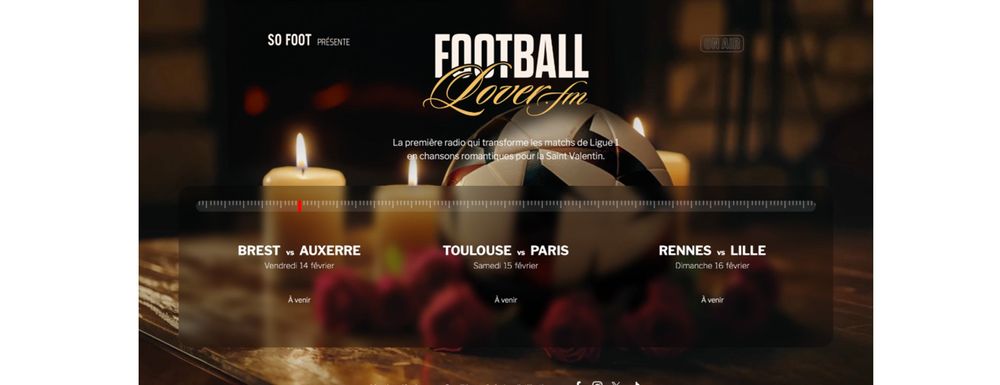 SO FOOT PRÉSENTE
FOOTBALL
Lover.fm
ON AIR
La première radio qui transforme les matchs de Ligue 1
en chansons romantiques pour la Saint Valentin.
BREST vs AUXERRE
Vendredi 14 février
À venir
TOULOUSE vs PARIS
Samedi 15 février
À venir
RENNES vs LILLE
Dimanche 16 février
À venir